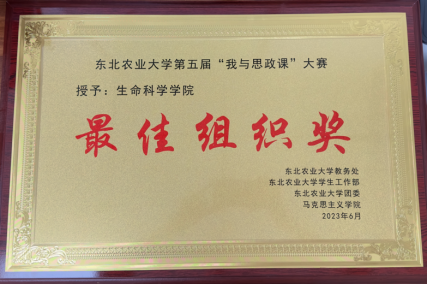 东北农业大学第五届“我与思政课”大赛
授予：生命科学学院
最佳组织奖
东北农业大学教务处
东北农业大学学生工作部
东北农业大学团委
马克思主义学院
2023年6月